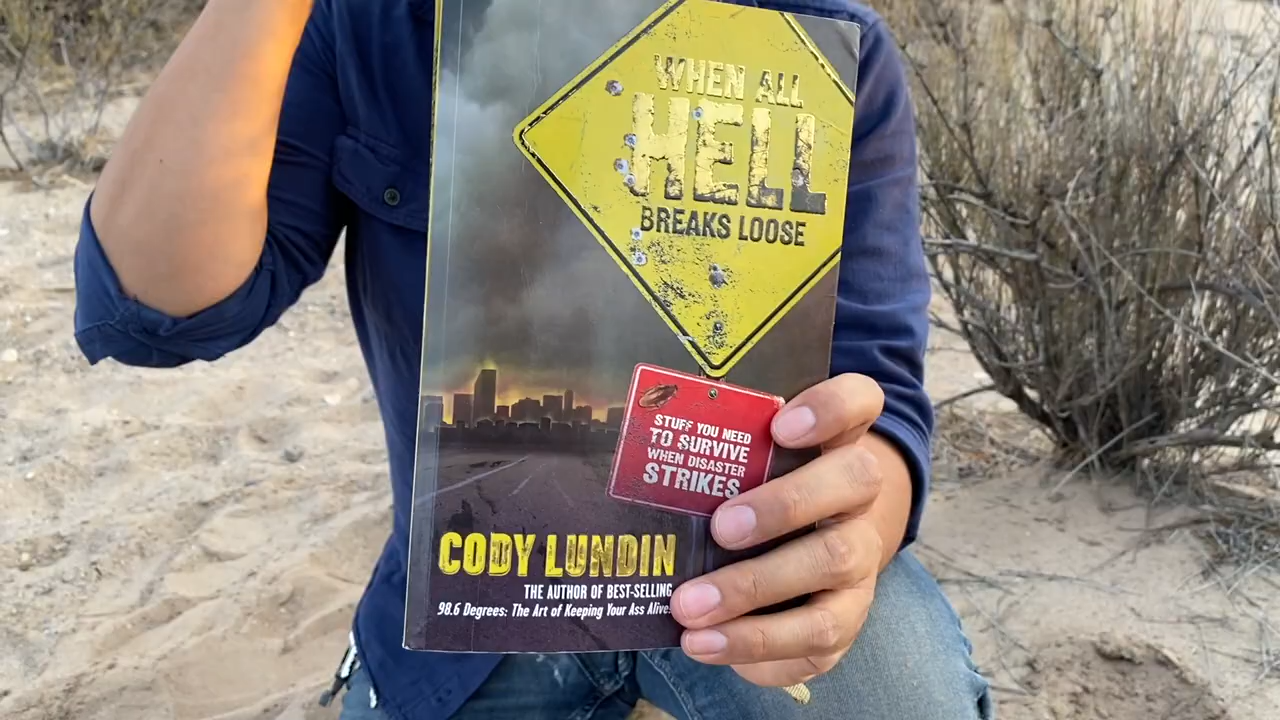 WHEN ALL
HELL
BREAKS LOOSE
STUFF YOU NEED
TO SURVIVE
WHEN DISASTER
STRIKES
CODY LUNDIN
THE AUTHOR OF BEST-SELLING
98.6 Degrees: The Art of Keeping Your Ass Alive!